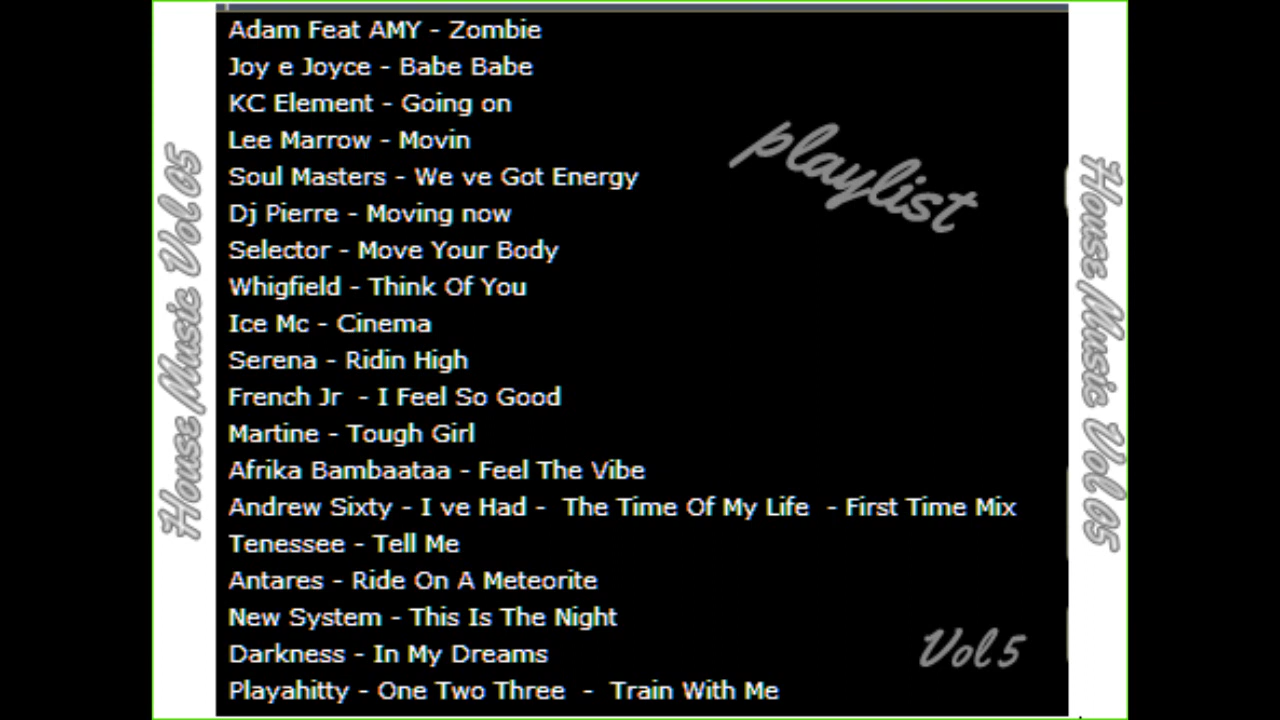 Adam Feat AMY - Zombie
Joy e Joyce - Babe Babe
KC Element - Going on
Lee Marrow - Movin
Soul Masters - We ve Got Energy
Dj Pierre - Moving now
Selector - Move Your Body
Whigfield - Think Of You
Ice Mc - Cinema
Serena - Ridin High
French Jr  - I Feel So Good
Martine - Tough Girl
Afrika Bambaataa - Feel The Vibe
Andrew Sixty - I ve Had -  The Time Of My Life  - First Time Mix
Tenessee - Tell Me
Antares - Ride On A Meteorite
New System - This Is The Night
Darkness - In My Dreams
Playahitty - One Two Three  -  Train With Me
playlist
Vol 5
House Music Vol 05
House Music Vol 05